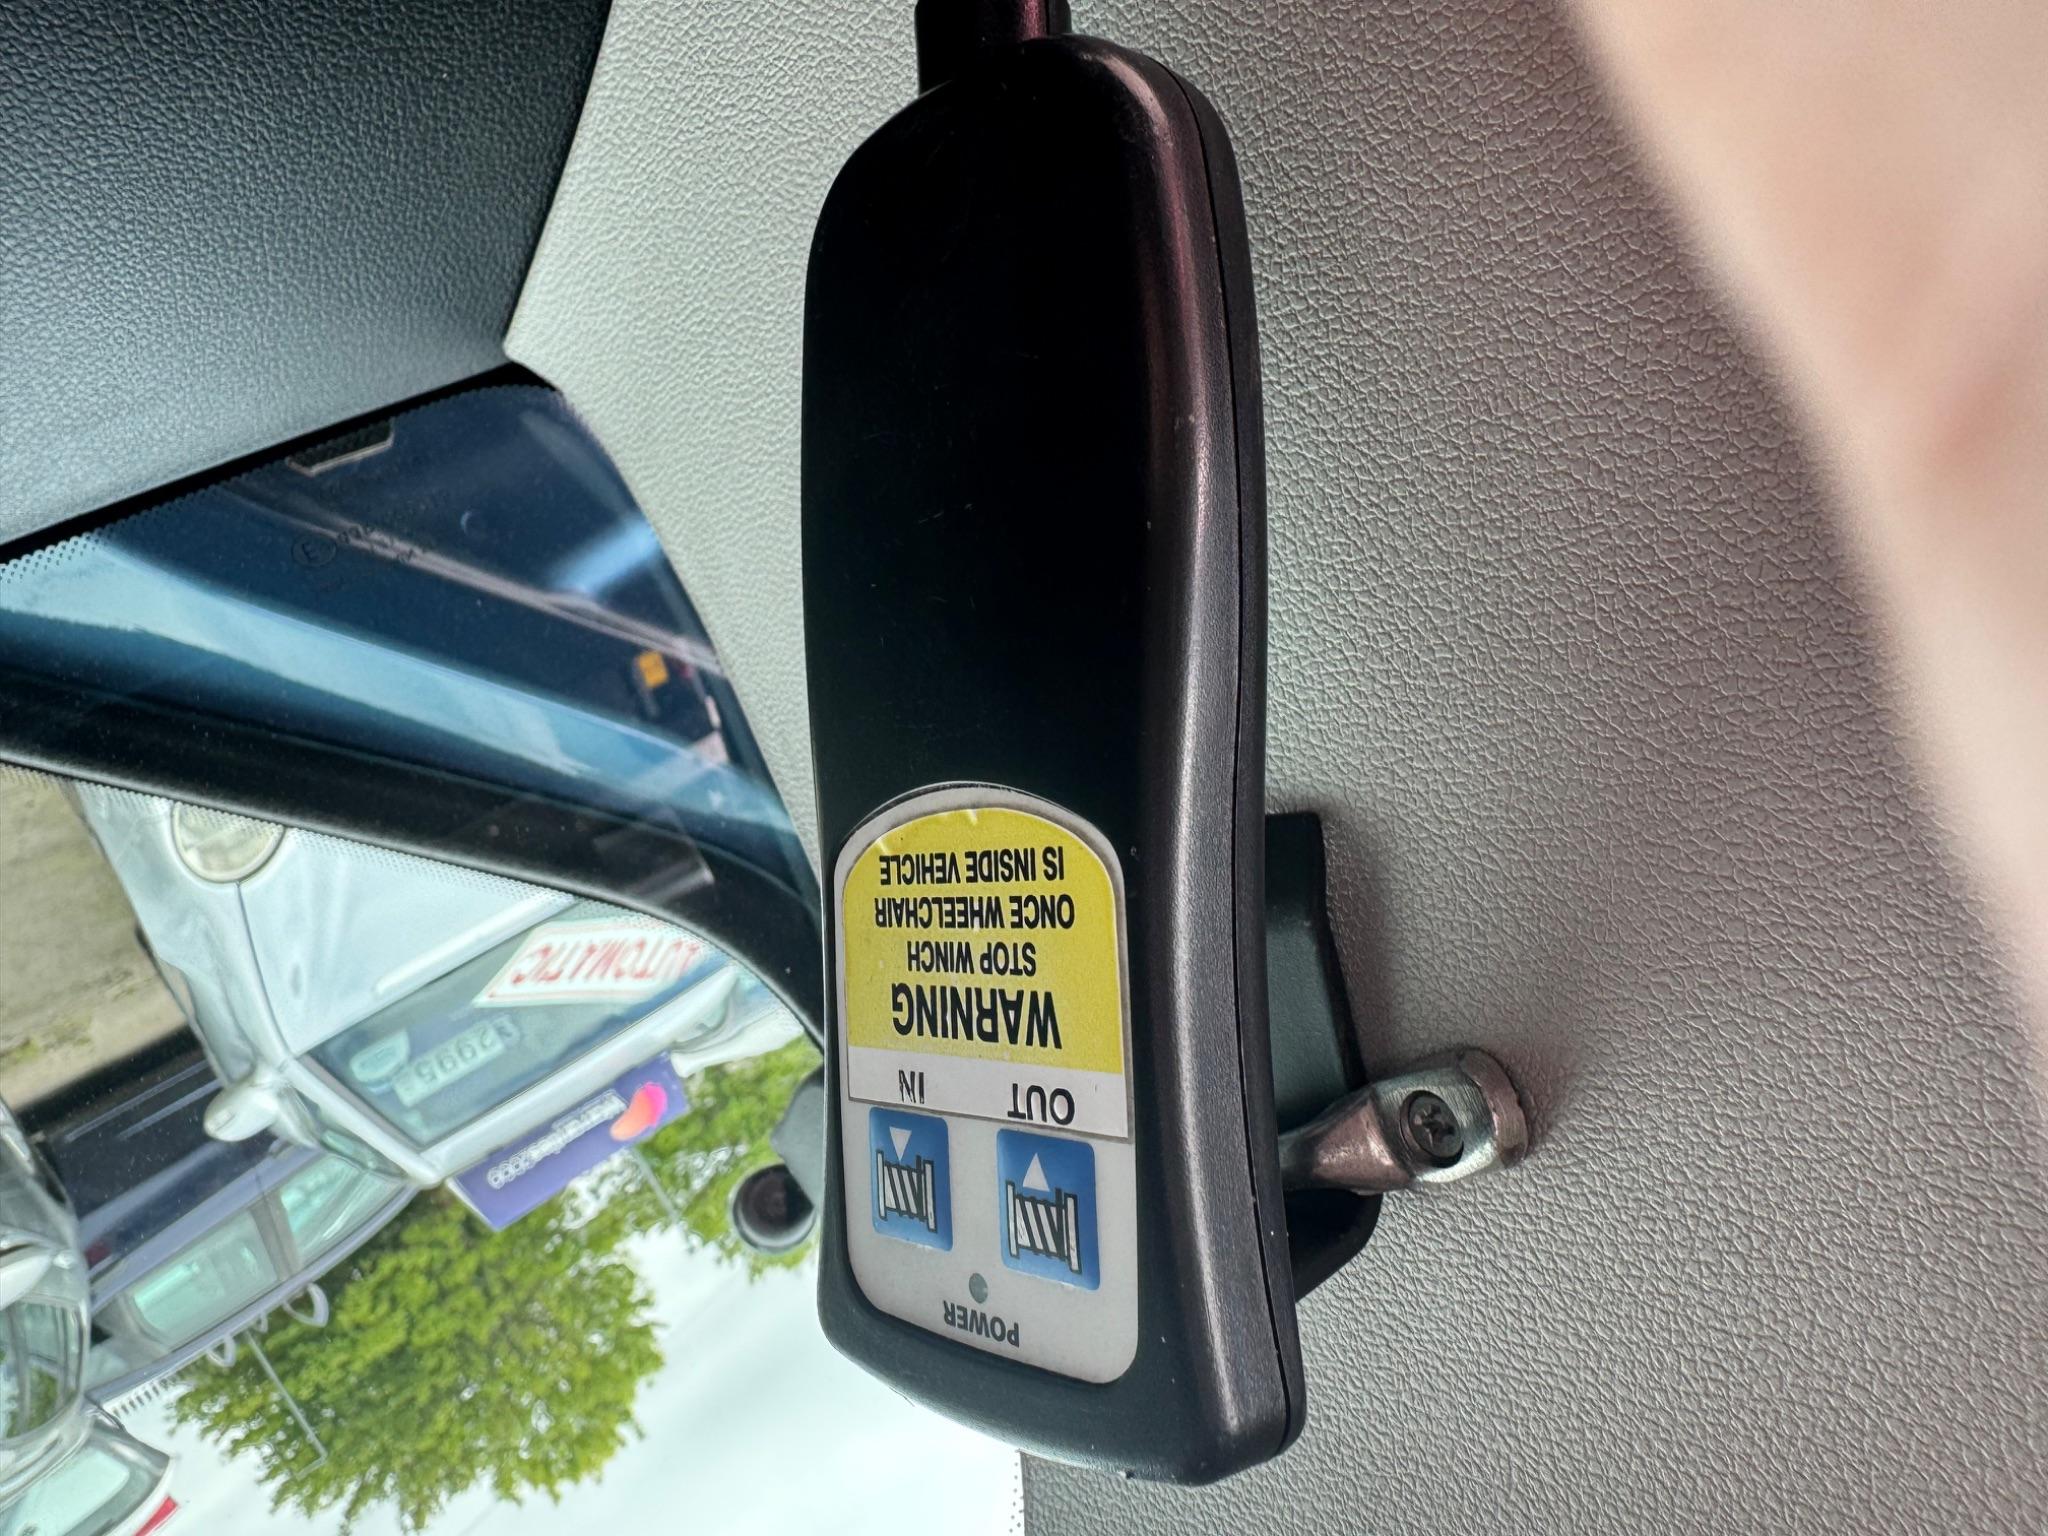 POWER
OUT IN
WARNING
STOP WINCH
ONCE WHEELCHAIR
IS INSIDE VEHICLE
AUTOMATIC
2995